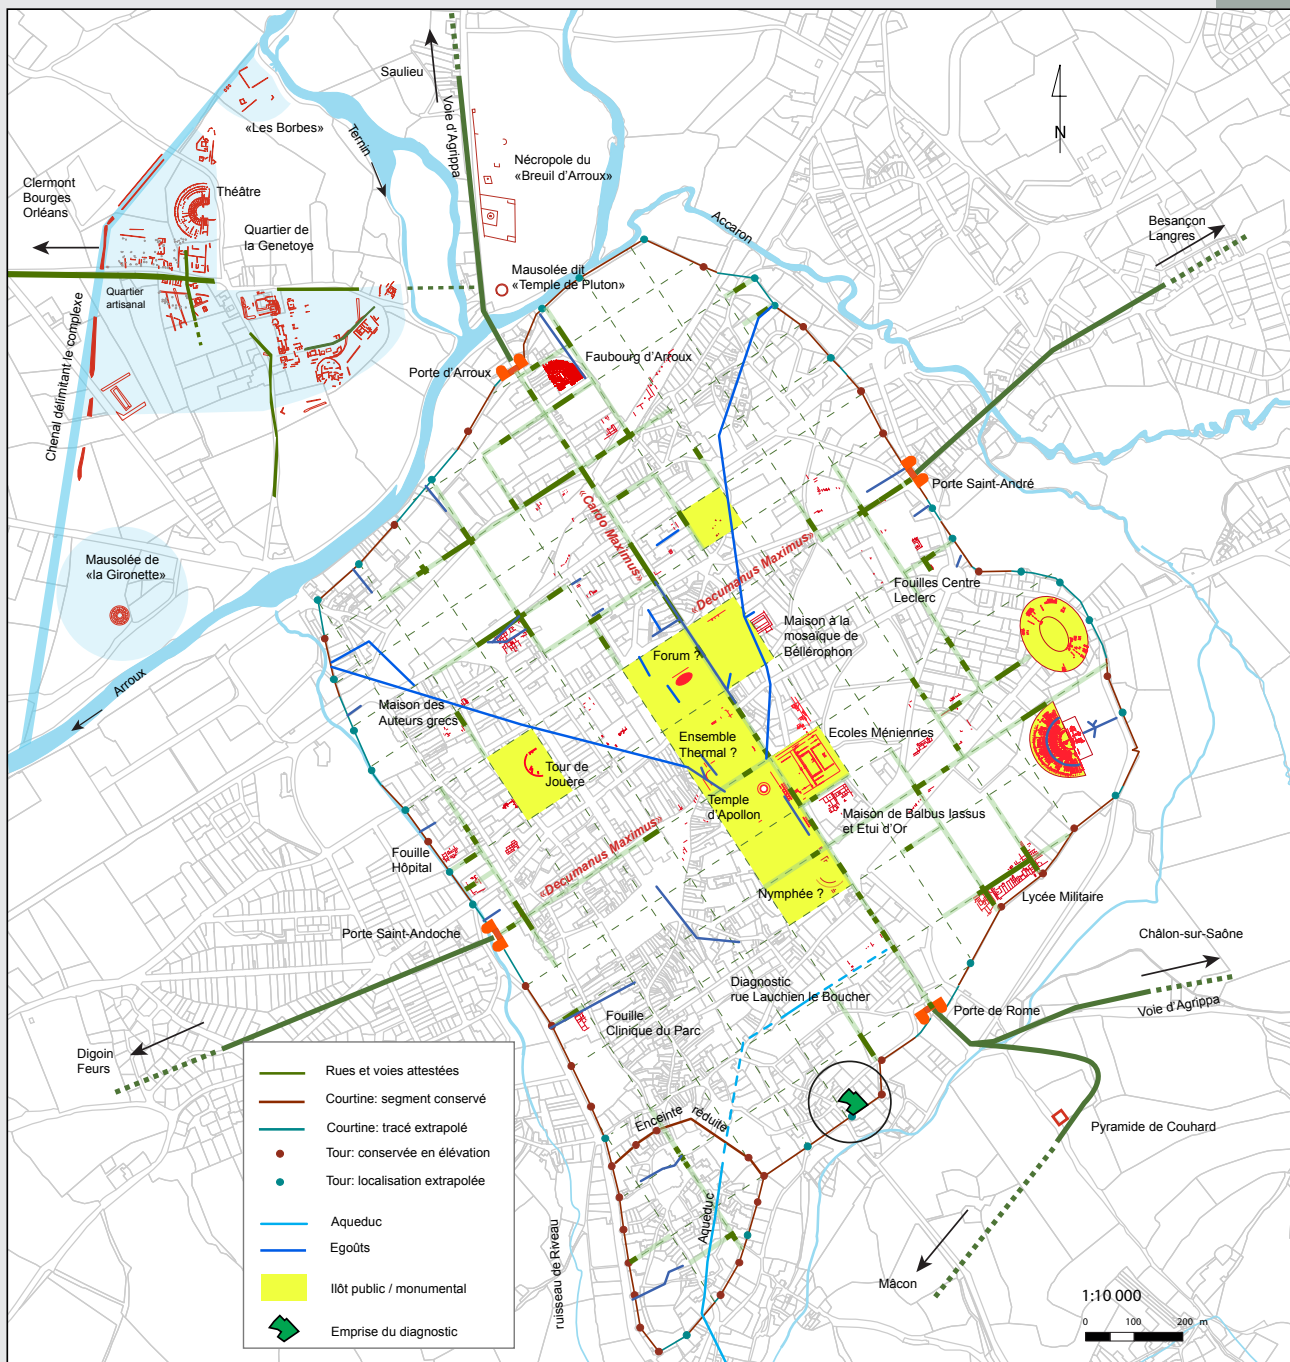 Saulieu
Voie d'Agrippa
«Les Borbes»
Ternin
Nécropole du
«Breuil d'Arroux»
N
Clermont
Bourges
Orléans
Théâtre
Quartier de
la Genetoye
Accaron
Besançon
Langres
Quartier
artisanal
Mausolée dit
«Temple de Pluton»
Chenal délimitant le complexe
Porte d'Arroux
Faubourg d'Arroux
«Cardo Maximus»
Porte Saint-André
«Decumanus Maximus»
Mausolée de
«la Gironette»
Fouilles Centre
Leclerc
Maison à la
mosaïque de
Béllérophon
Forum ?
Arroux
Maison des
Auteurs grecs
Ensemble
Thermal ?
Ecoles Méniennes
Tour de
Jouère
Temple
d'Apollon
Maison de Balbus Iassus
et Etui d'Or
«Decumanus Maximus»
Fouille
Hôpital
Nymphée ?
Lycée Militaire
Porte Saint-Andoche
Châlon-sur-Saône
Diagnostic
rue Lauchien le Boucher
Voie d'Agrippa
Porte de Rome
Fouille
Clinique du Parc
Digoin
Feurs
Rues et voies attestées
Courtine: segment conservé
Courtine: tracé extrapolé
Tour: conservée en élévation
Tour: localisation extrapolée
Aqueduc
Egoûts
Ilôt public / monumental
Emprise du diagnostic
Enceinte réduite
Pyramide de Couhard
Aqueduc
ruisseau de Riveau
Mâcon
1:10 000
0 100 200 m